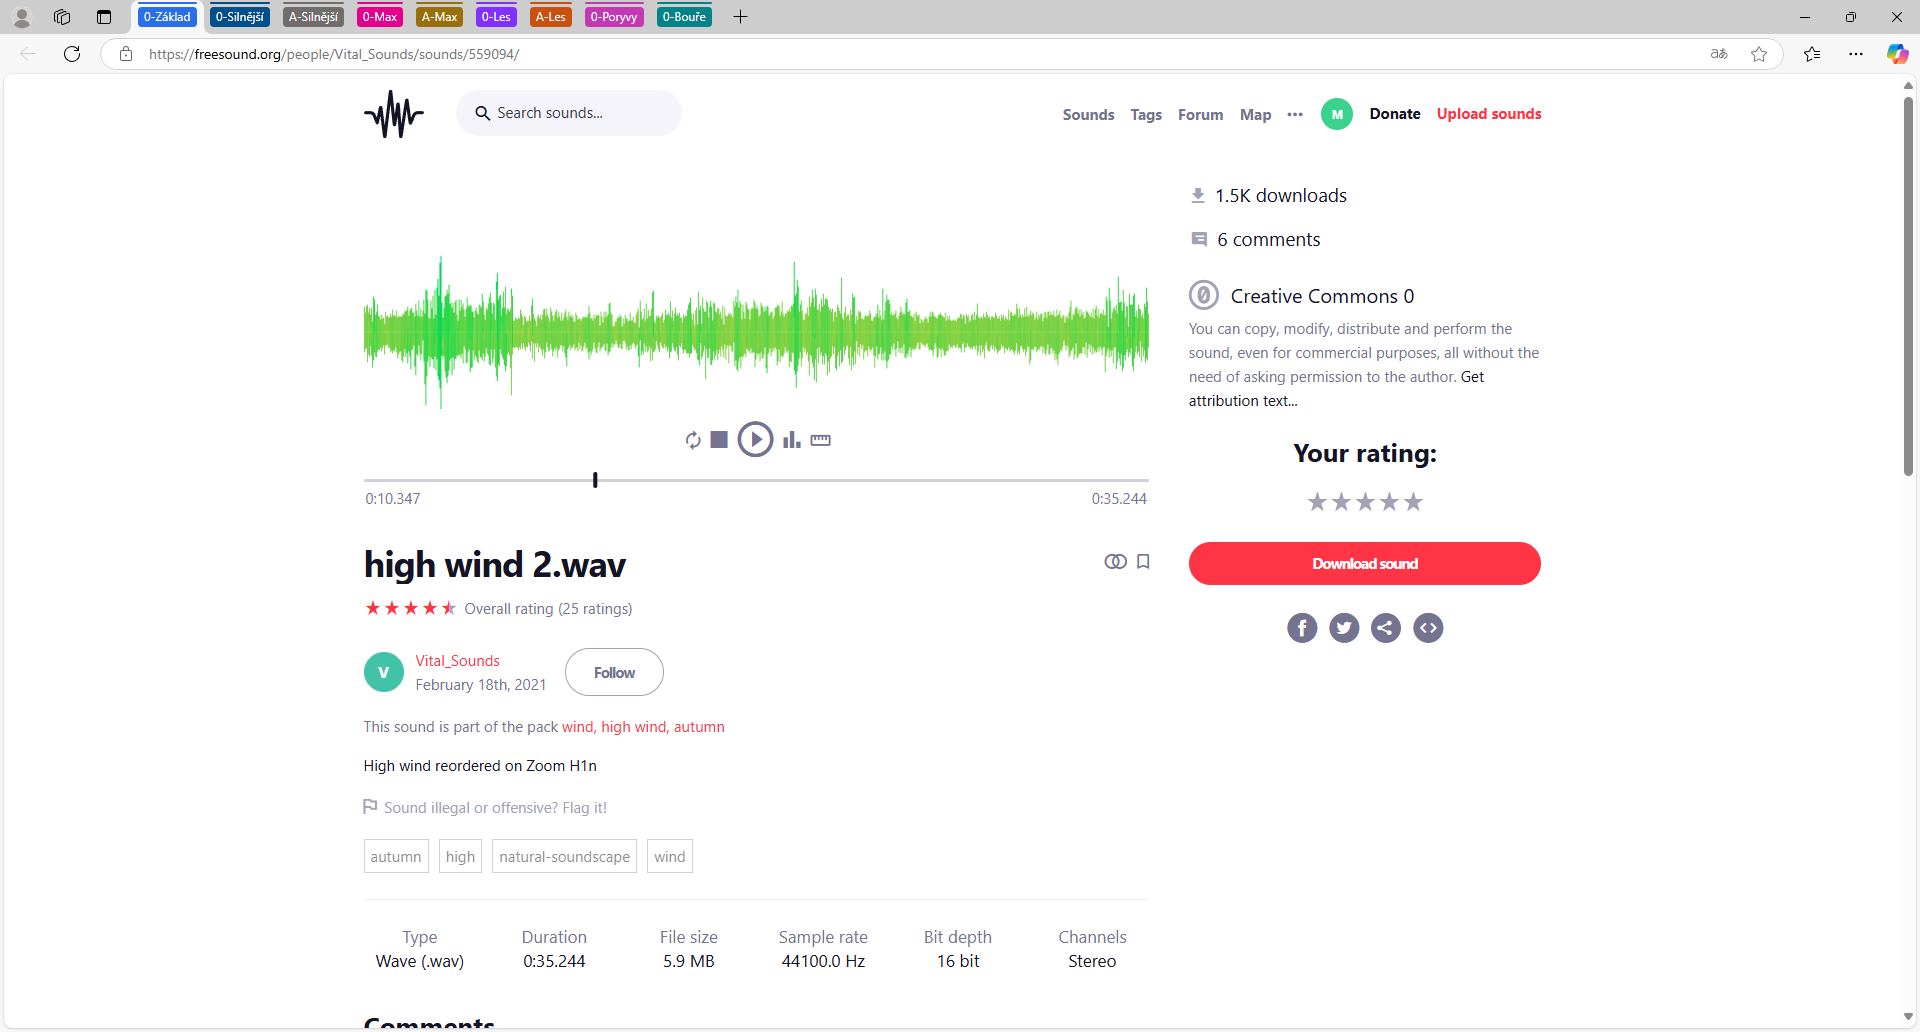 0-Základ 0-Silnější A-Silnější 0-Max A-Max 0-Les A-Les 0-Poryvy 0-Bouře
https://freesound.org/people/Vital_Sounds/sounds/559094/
Search sounds...
Sounds Tags Forum Map ••• M Donate Upload sounds
1.5K downloads
6 comments
0 Creative Commons 0
You can copy, modify, distribute and perform the
sound, even for commercial purposes, all without the
need of asking permission to the author. Get
attribution text...
0:10.347 0:35.244
Your rating:
Download sound
high wind 2.wav
Overall rating (25 ratings)
V
Vital_Sounds
February 18th, 2021
Follow
This sound is part of the pack wind, high wind, autumn
High wind reordered on Zoom H1n
Sound illegal or offensive? Flag it!
autumn high natural-soundscape wind
Type Duration File size Sample rate Bit depth Channels
Wave (.wav) 0:35.244 5.9 MB 44100.0 Hz 16 bit Stereo
Comments